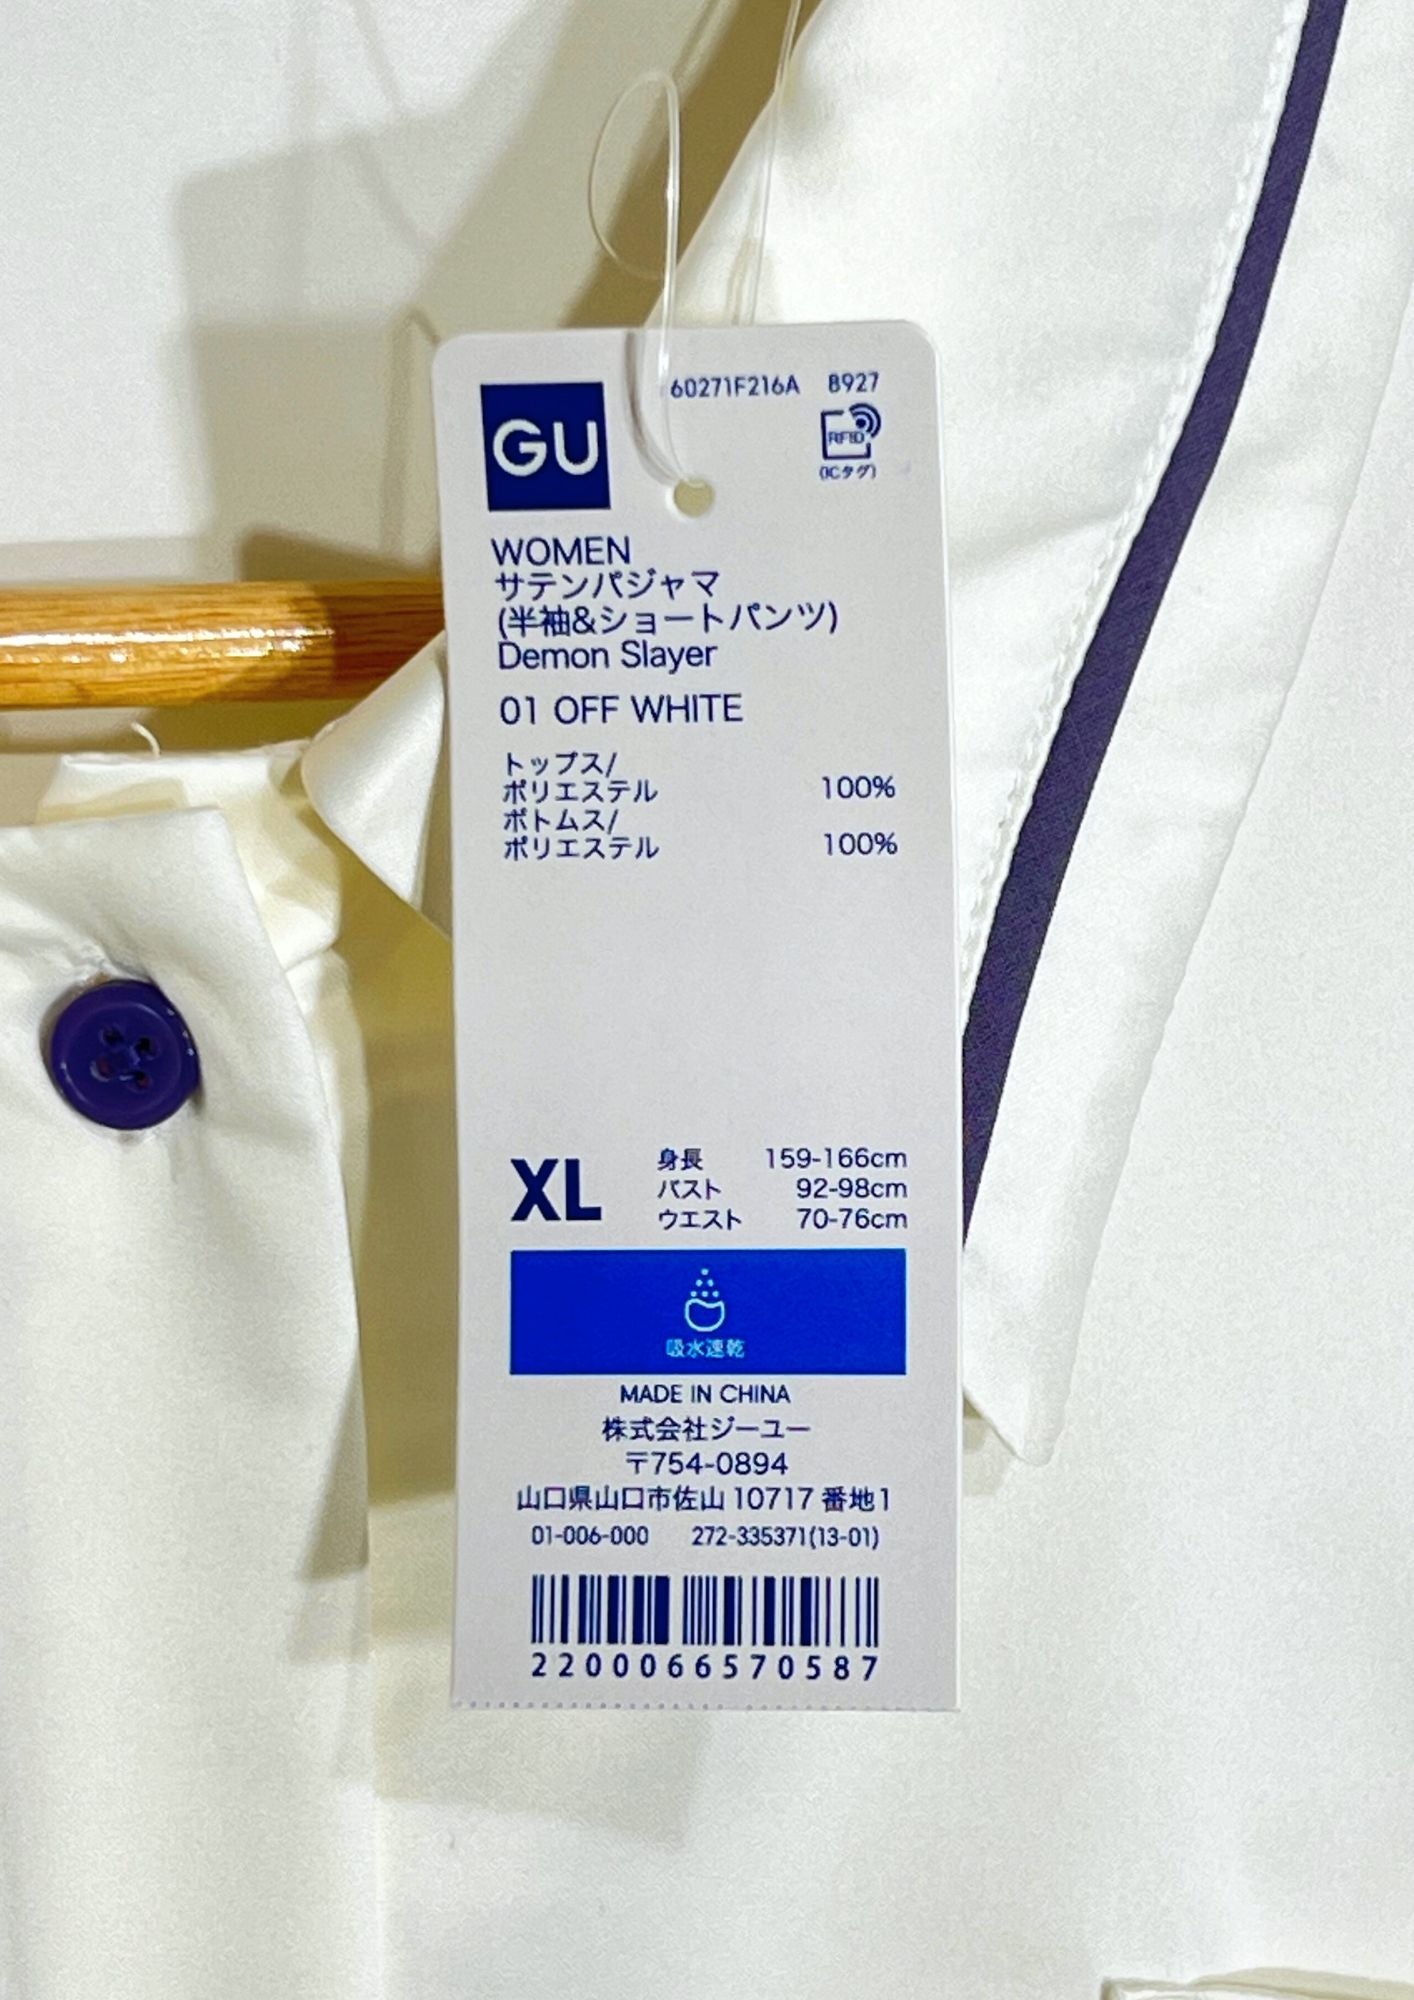 60271F216A 8927
GU
RFID
(ICタグ)
WOMEN
サテンパジャマ
(半袖&ショートパンツ)
Demon Slayer
01 OFF WHITE
トップス/
ポリエステル 100%
ボトムス/
ポリエステル 100%
XL
身長 159-166cm
バスト 92-98cm
ウエスト 70-76cm
吸水速乾
MADE IN CHINA
株式会社ジーユー
〒754-0894
山口県山口市佐山10717番地1
01-006-000 272-335371(13-01)
2200066570587